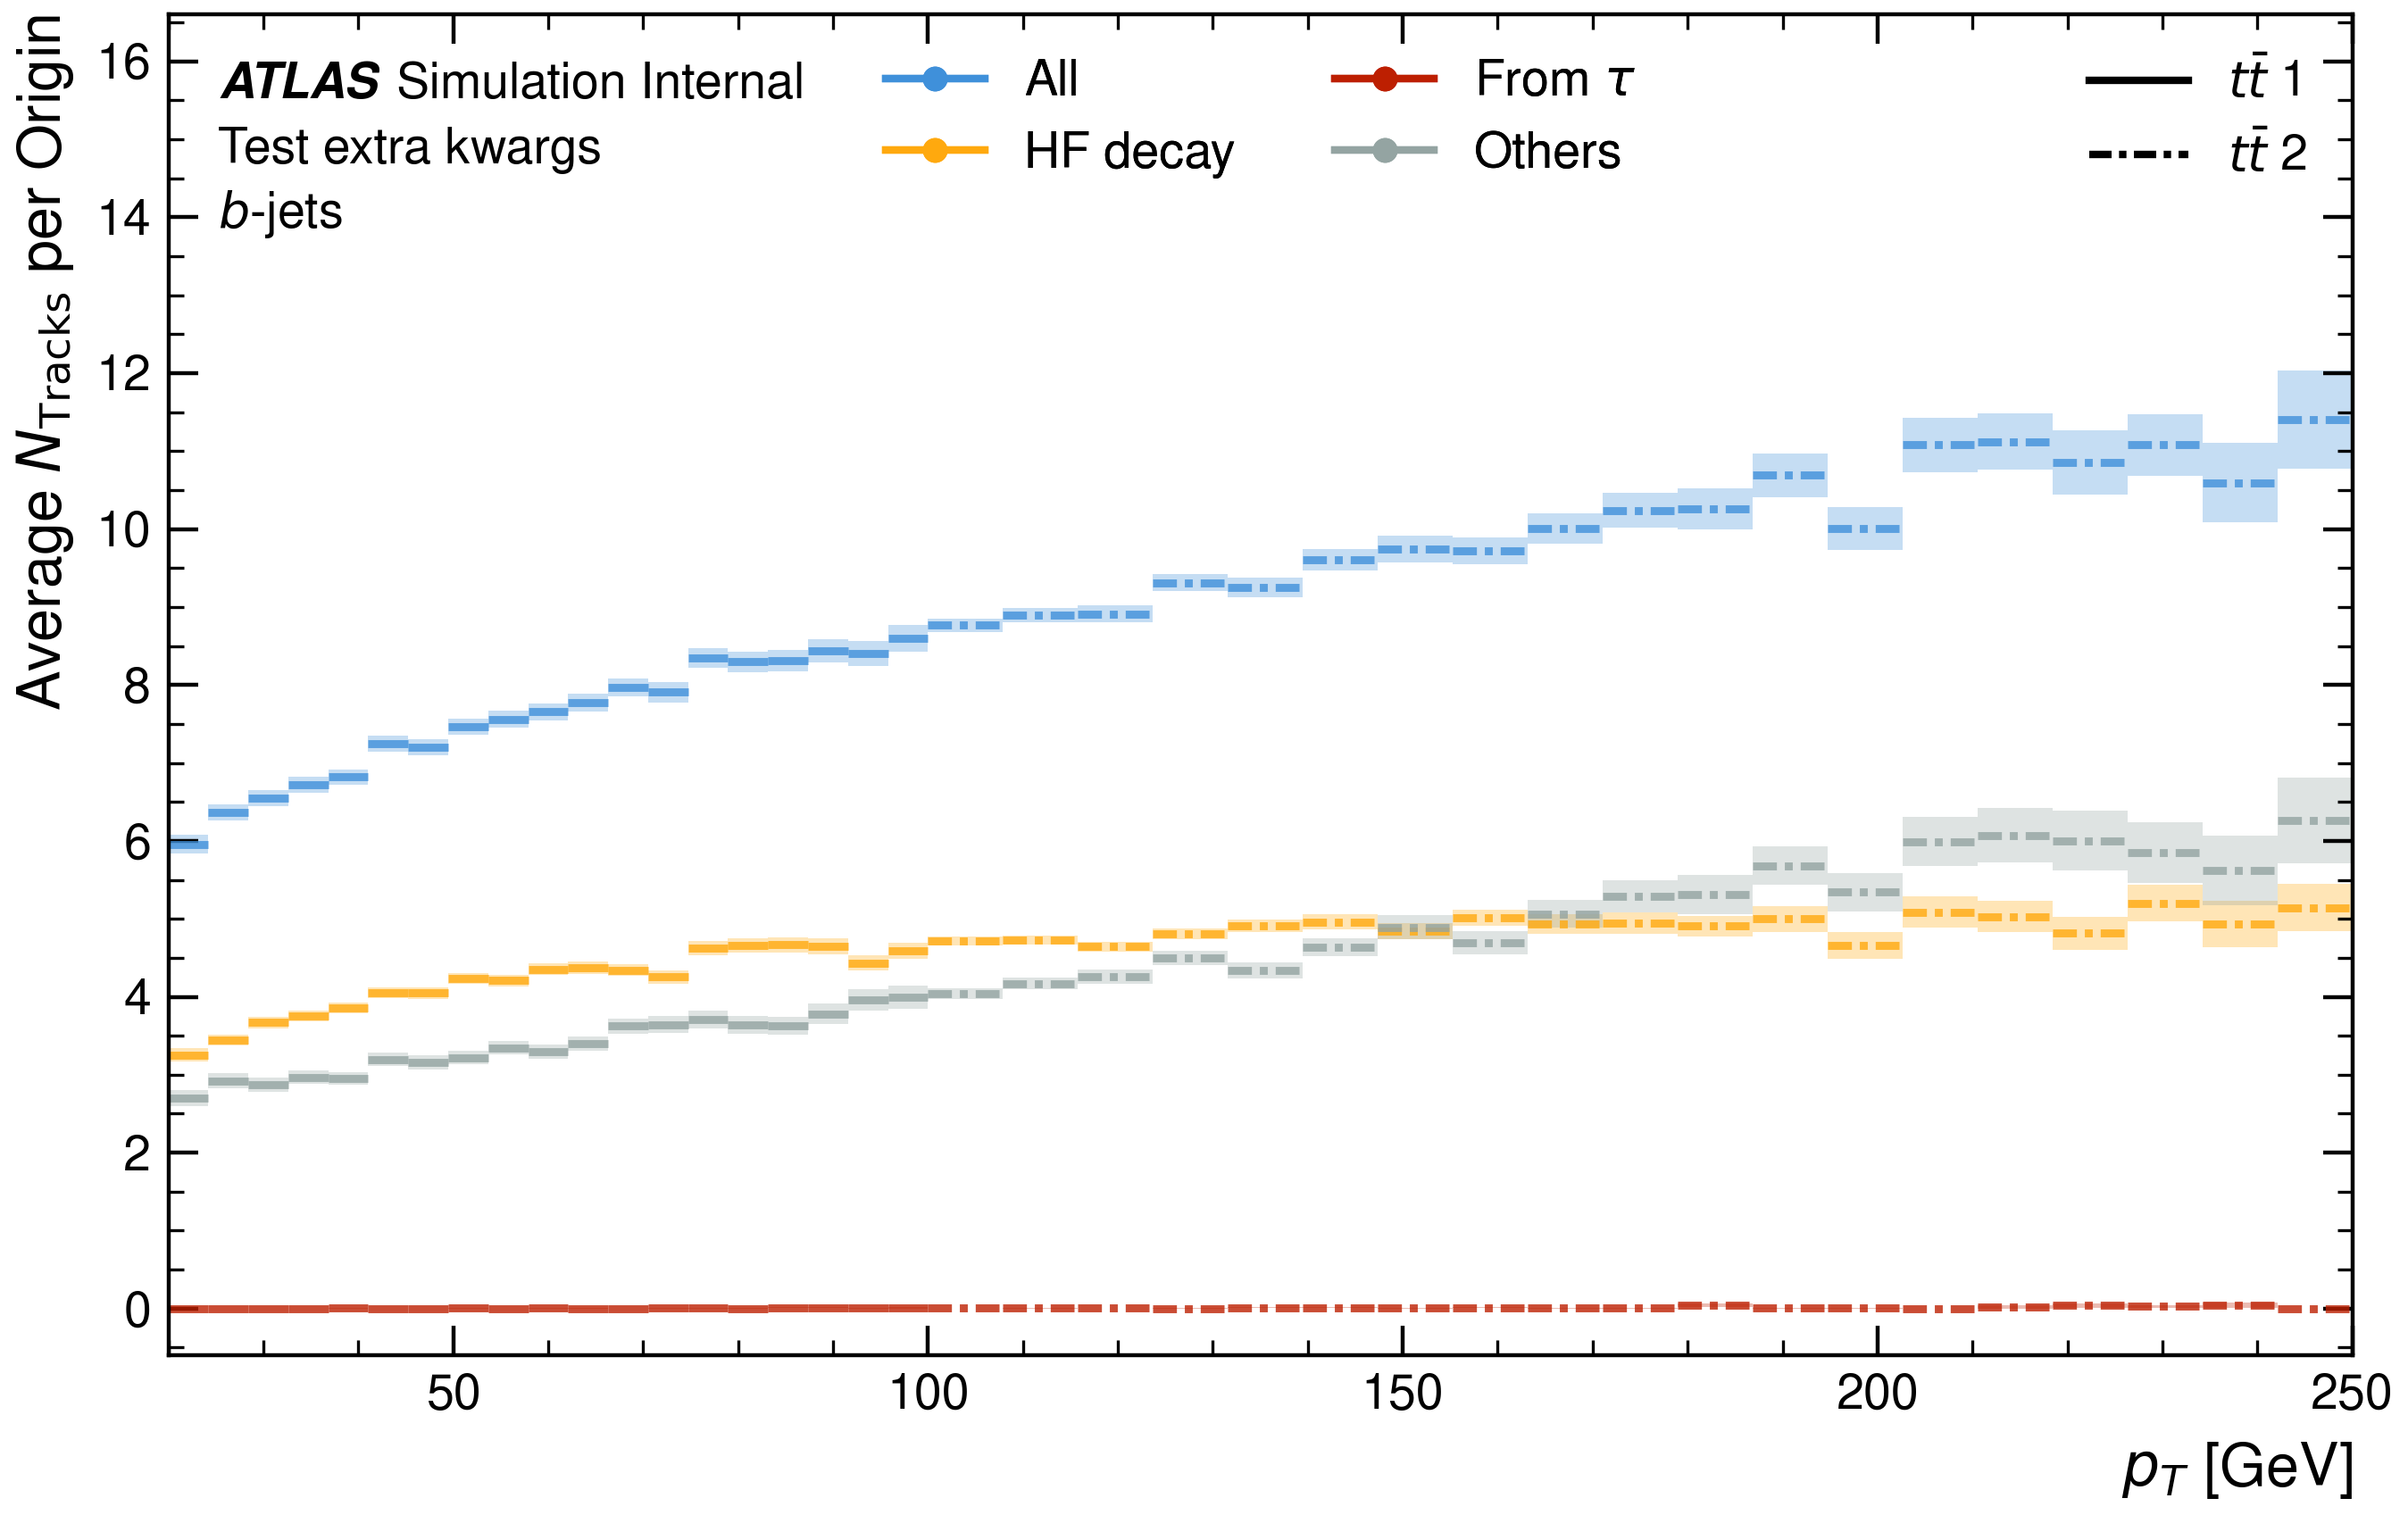 ATLAS Simulation Internal
Test extra kwargs
b-jets
All
HF decay
From τ
Others
tt̄ 1
tt̄ 2
Average N_Tracks per Origin
16
14
12
10
8
6
4
2
0
50 100 150 200 250
p_T [GeV]